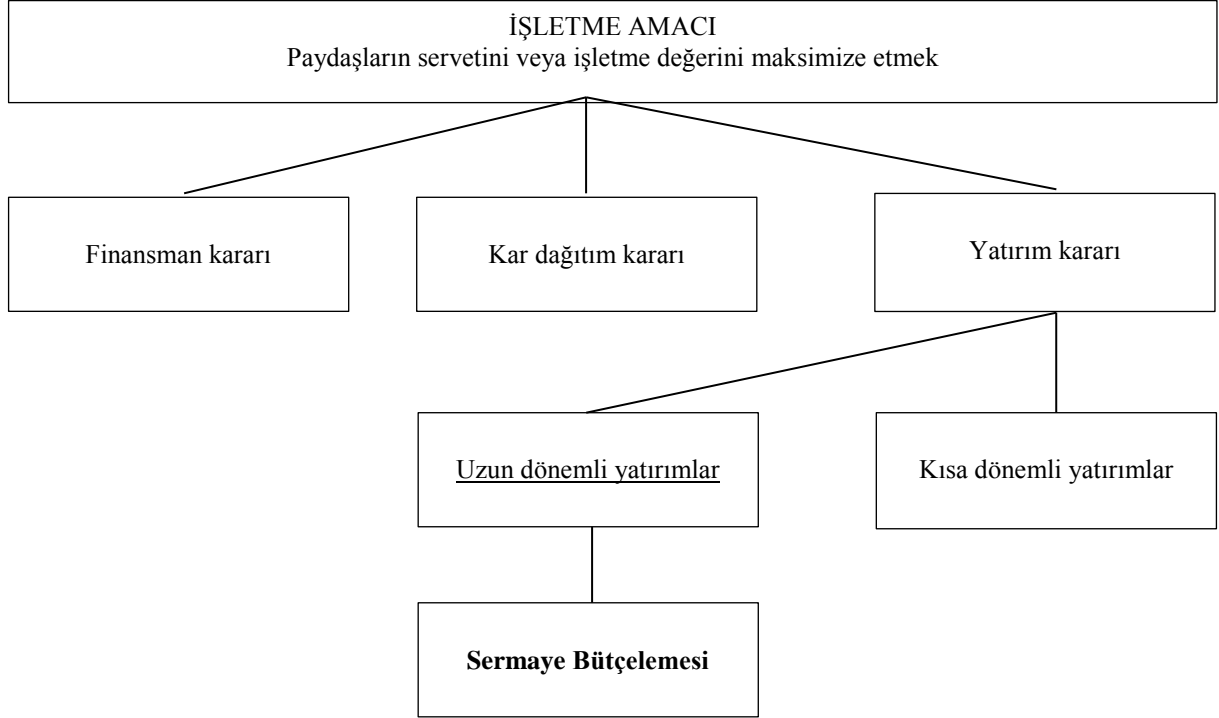 İŞLETME AMACI
Paydaşların servetini veya işletme değerini maksimize etmek
Finansman kararı
Kar dağıtım kararı
Yatırım kararı
Uzun dönemli yatırımlar
Kısa dönemli yatırımlar
Sermaye Bütçelemesi